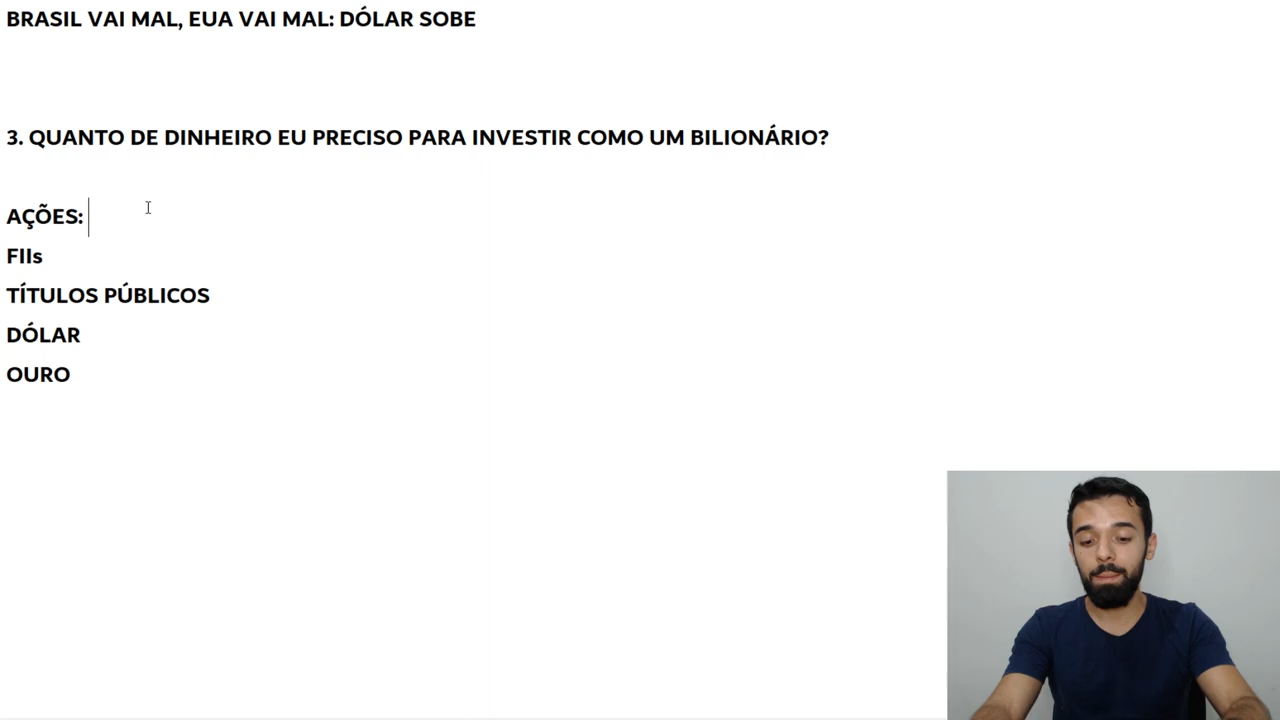 BRASIL VAI MAL, EUA VAI MAL: DÓLAR SOBE
3. QUANTO DE DINHEIRO EU PRECISO PARA INVESTIR COMO UM BILIONÁRIO?
AÇÕES:
FIIs
TÍTULOS PÚBLICOS
DÓLAR
OURO